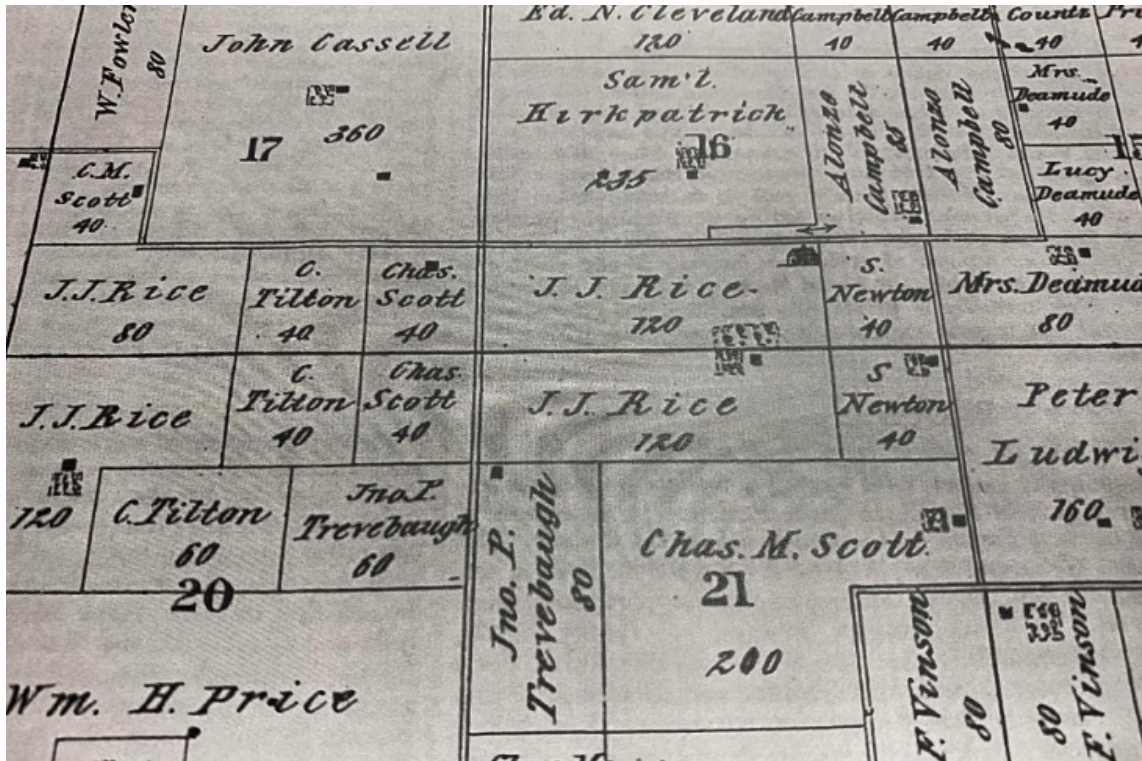 W. Fowler
80
John Cassell
17
360
Ed. N. Cleveland
120
Campbell
40
Campbell
40
Countz
40
Sam'l.
Kirkpatrick
16
235
Alonzo
Campbell
85
Alonzo
Campbell
80
Mrs.
Deamude
40
Lucy
Deamude
40
C. M.
Scott
40
J. J. Rice
80
C.
Tilton
40
Chas.
Scott
40
J. J. Rice.
120
S.
Newton
40
Mrs. Deamud
80
J. J. Rice
120
C.
Tilton
40
Chas.
Scott
40
J. J. Rice
120
S
Newton
40
Peter
Ludwi
160
C. Tilton
60
Jno. P.
Trevebaugh
60
20
Jno. P.
Trevebaugh
80
Chas. M. Scott.
21
200
Wm. H. Price
F. Vinson
80
80
F. Vinson